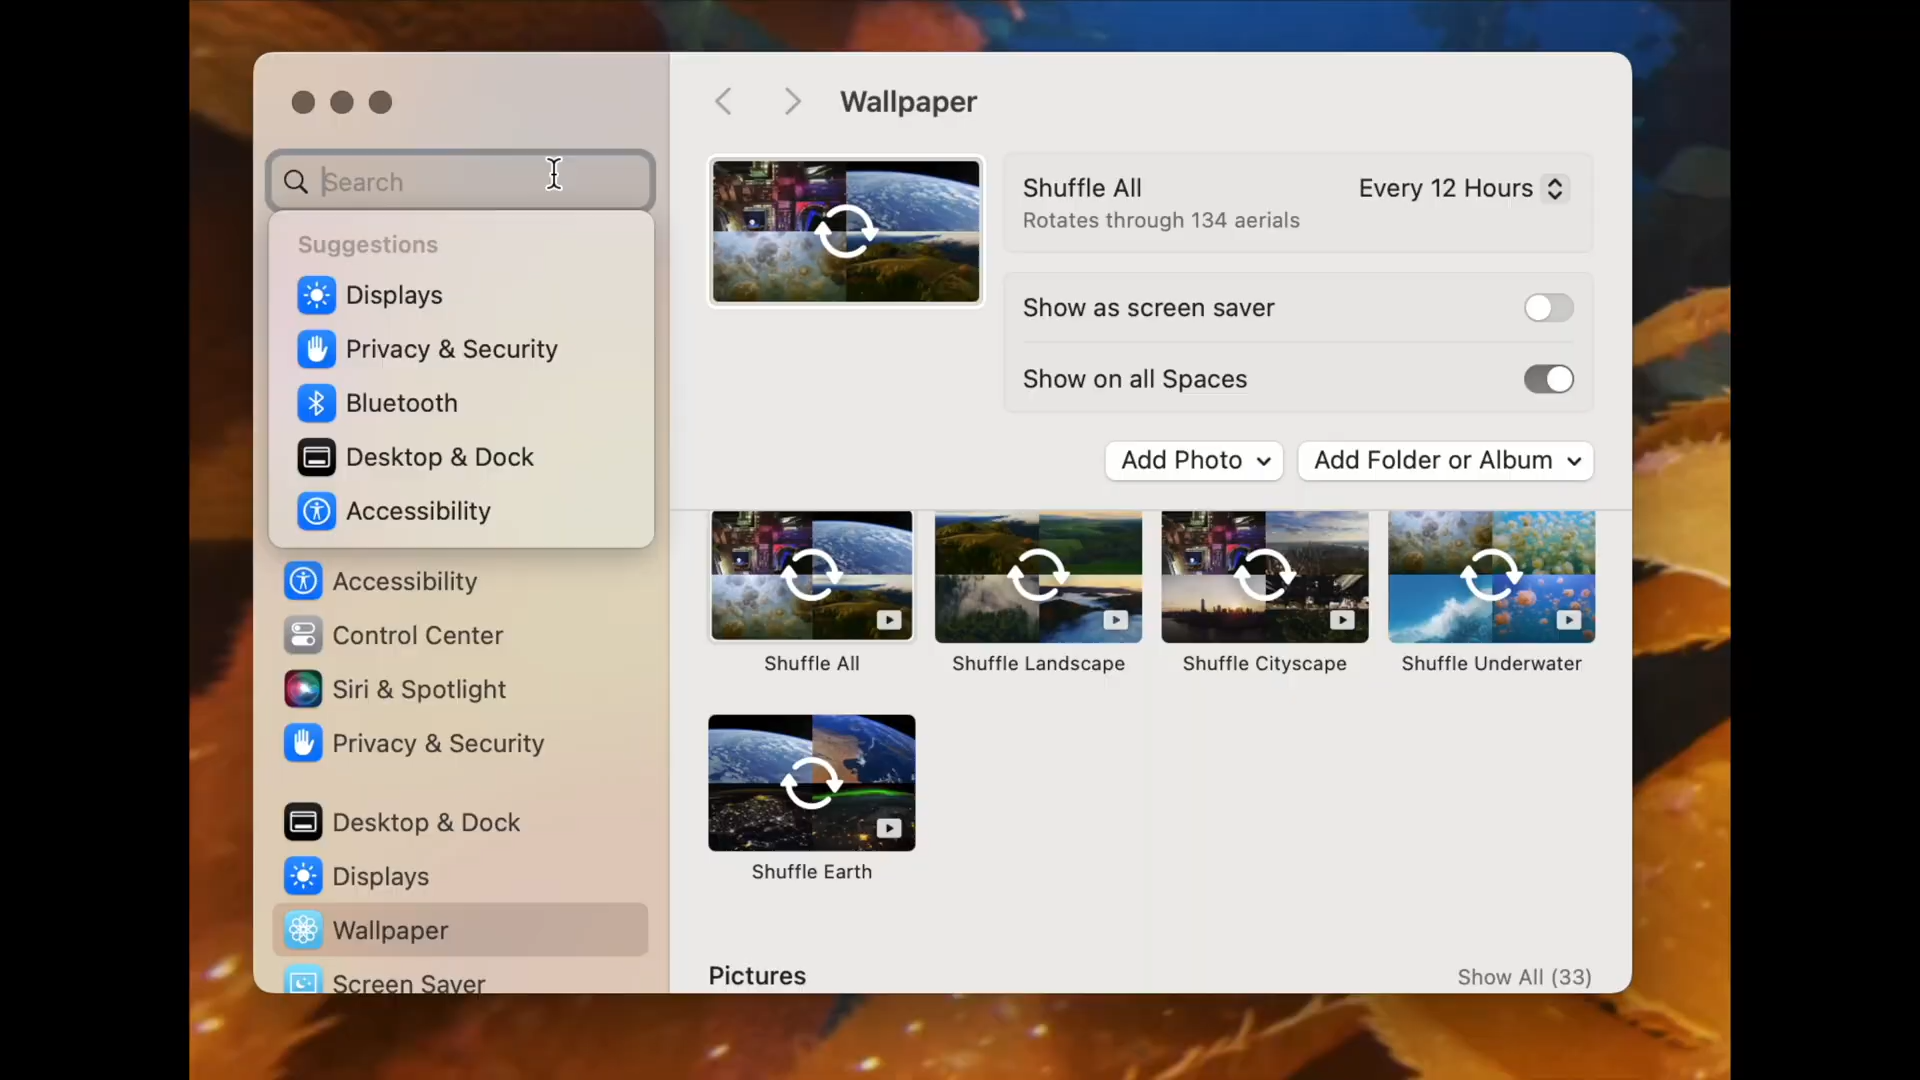 Search
Suggestions
Displays
Privacy & Security
Bluetooth
Desktop & Dock
Accessibility
Accessibility
Control Center
Siri & Spotlight
Privacy & Security
Desktop & Dock
Displays
Wallpaper
Screen Saver
Wallpaper
Shuffle All
Every 12 Hours
Rotates through 134 aerials
Show as screen saver
Show on all Spaces
Add Photo
Add Folder or Album
Shuffle All
Shuffle Landscape
Shuffle Cityscape
Shuffle Underwater
Shuffle Earth
Pictures
Show All (33)